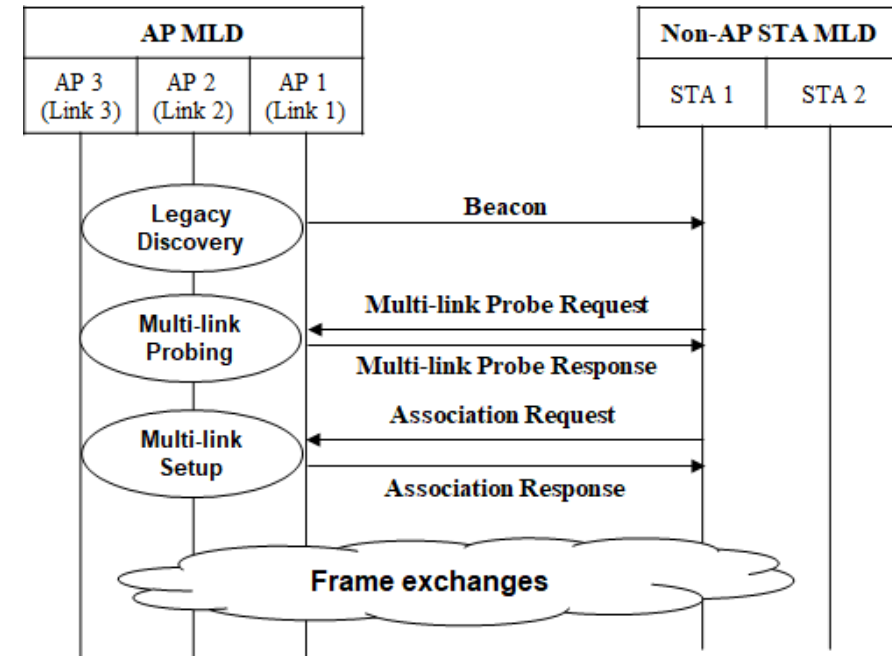 AP MLD
Non-AP STA MLD
AP 3
(Link 3)
AP 2
(Link 2)
AP 1
(Link 1)
STA 1
STA 2
Legacy
Discovery
Beacon
Multi-link
Probing
Multi-link Probe Request
Multi-link Probe Response
Multi-link
Setup
Association Request
Association Response
Frame exchanges